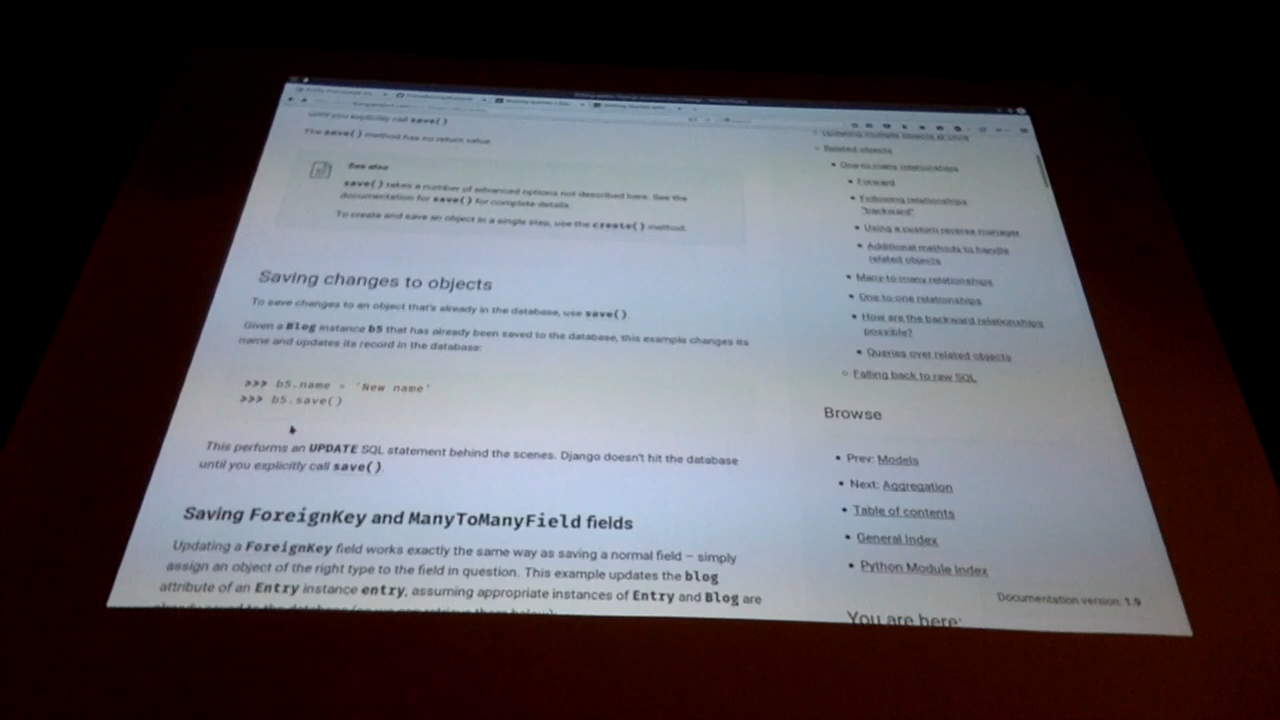 until you explicitly call save()
The save() method has no return value.
See also
save() takes a number of advanced options not described here. See the
documentation for save() for complete details.
To create and save an object in a single step, use the create() method.
Saving changes to objects
To save changes to an object that's already in the database, use save().
Given a Blog instance b5 that has already been saved to the database, this example changes its
name and updates its record in the database:
>>> b5.name = 'New name'
>>> b5.save()
This performs an UPDATE SQL statement behind the scenes. Django doesn't hit the database
until you explicitly call save().
Saving ForeignKey and ManyToManyField fields
Updating a ForeignKey field works exactly the same way as saving a normal field – simply
assign an object of the right type to the field in question. This example updates the blog
attribute of an Entry instance entry, assuming appropriate instances of Entry and Blog are
Updating multiple objects at once
Related objects
One-to-many relationships
Forward
Following relationships
"backward"
Using a custom reverse manager
Additional methods to handle
related objects
Many-to-many relationships
One-to-one relationships
How are the backward relationships
possible?
Queries over related objects
Falling back to raw SQL
Browse
Prev: Models
Next: Aggregation
Table of contents
General Index
Python Module Index
You are here:
Documentation version: 1.9